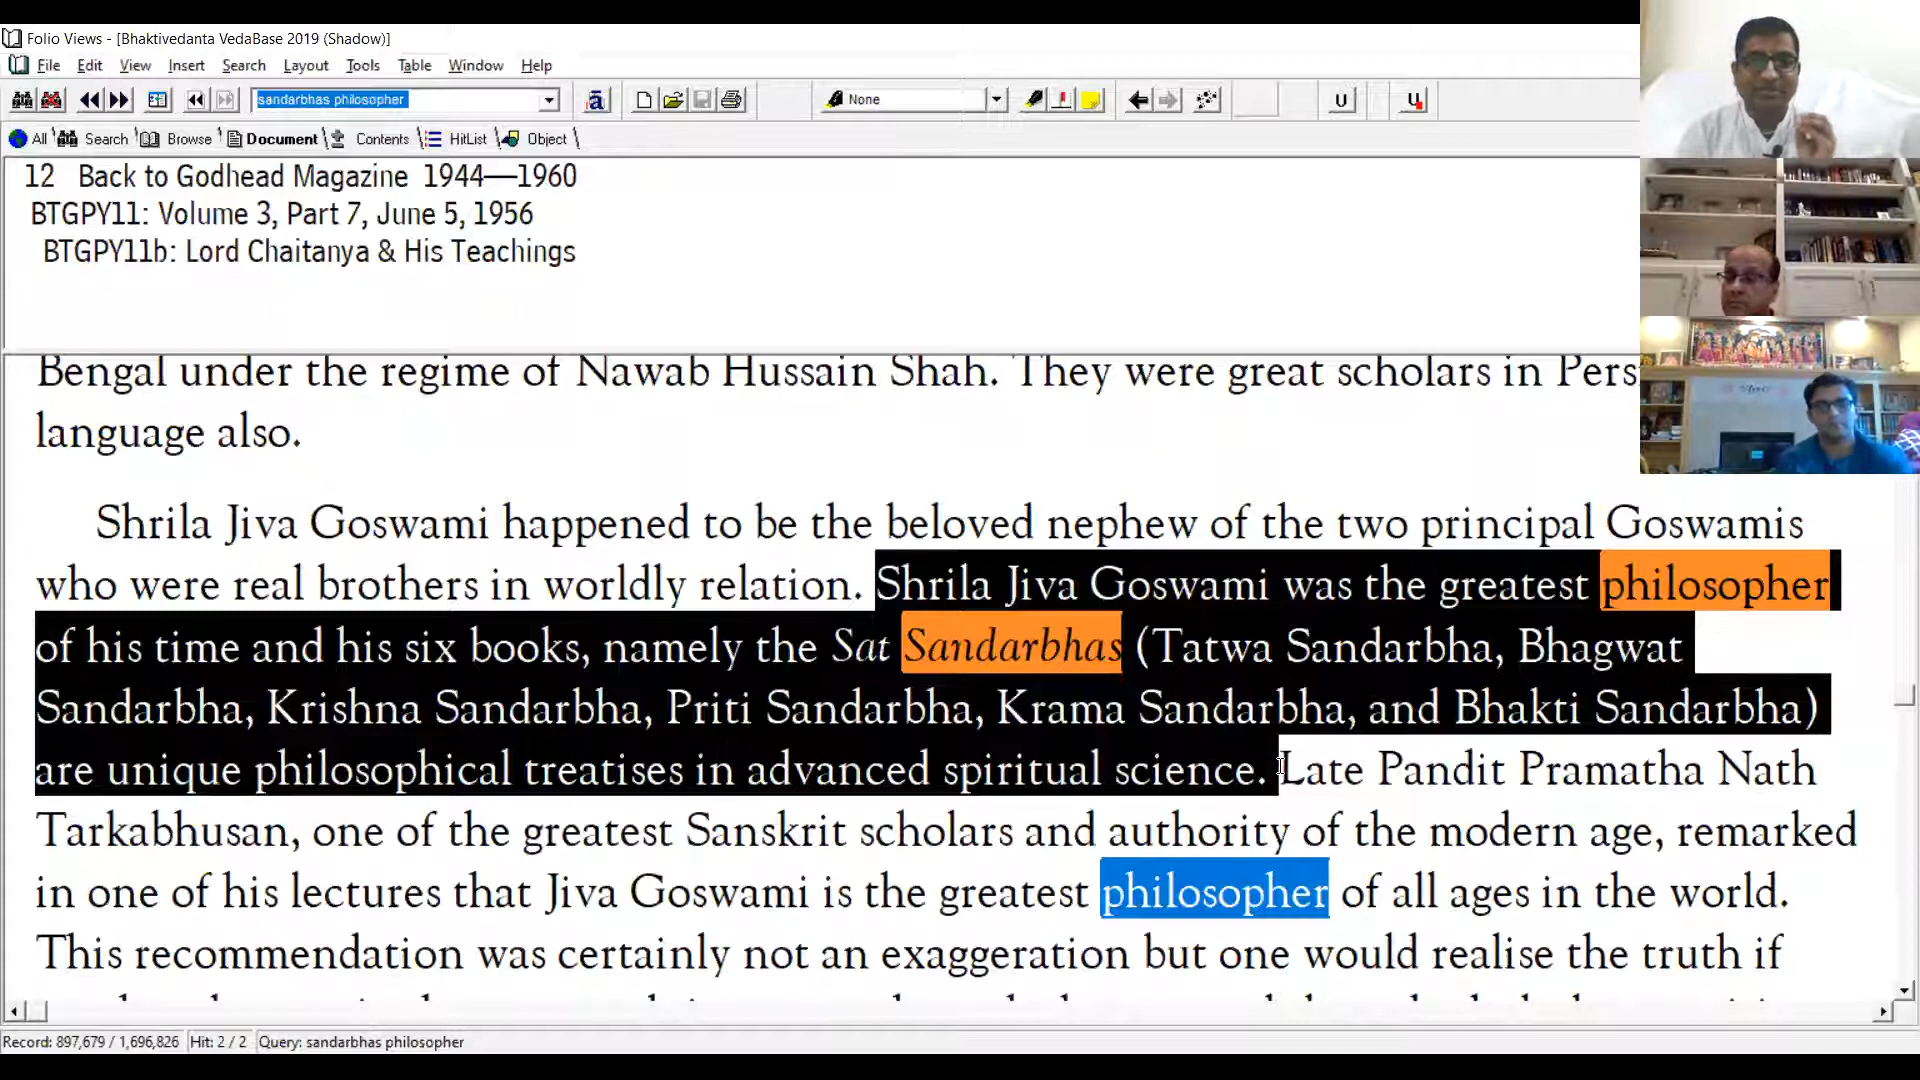 Folio Views - [Bhaktivedanta VedaBase 2019 (Shadow)]
File Edit View Insert Search Layout Tools Table Window Help
sandarbhas philosopher
None
All Search Browse Document Contents HitList Object
12 Back to Godhead Magazine 1944—1960
BTGPY11: Volume 3, Part 7, June 5, 1956
BTGPY11b: Lord Chaitanya & His Teachings
Bengal under the regime of Nawab Hussain Shah. They were great scholars in Pers
language also.
Shrila Jiva Goswami happened to be the beloved nephew of the two principal Goswamis
who were real brothers in worldly relation. Shrila Jiva Goswami was the greatest philosopher
of his time and his six books, namely the Sat Sandarbhas (Tatwa Sandarbha, Bhagwat
Sandarbha, Krishna Sandarbha, Priti Sandarbha, Krama Sandarbha, and Bhakti Sandarbha)
are unique philosophical treatises in advanced spiritual science. Late Pandit Pramatha Nath
Tarkabhusan, one of the greatest Sanskrit scholars and authority of the modern age, remarked
in one of his lectures that Jiva Goswami is the greatest philosopher of all ages in the world.
This recommendation was certainly not an exaggeration but one would realise the truth if
Record: 897,679 / 1,696,826 Hit: 2 / 2 Query: sandarbhas philosopher